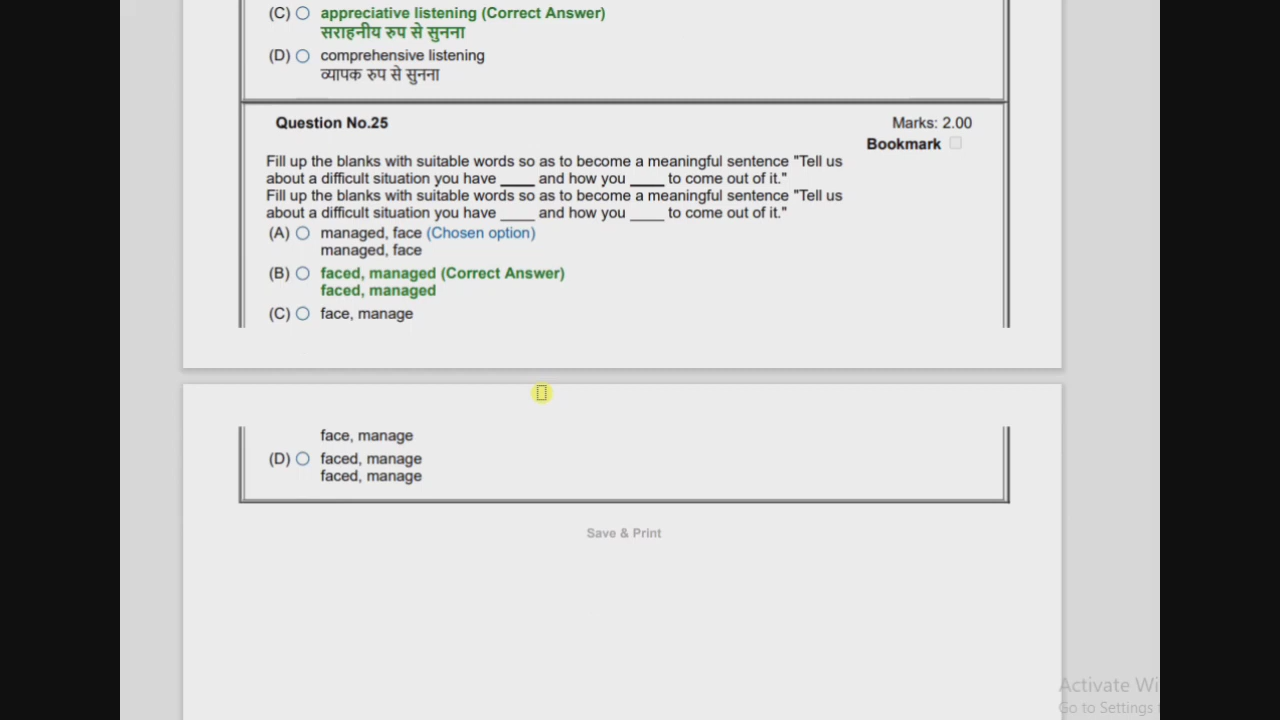 (C) appreciative listening (Correct Answer)
सराहनीय रुप से सुनना
(D) comprehensive listening
व्यापक रुप से सुनना
Question No.25 Marks: 2.00
Bookmark
Fill up the blanks with suitable words so as to become a meaningful sentence "Tell us
about a difficult situation you have ____ and how you ____ to come out of it."
Fill up the blanks with suitable words so as to become a meaningful sentence "Tell us
about a difficult situation you have ____ and how you ____ to come out of it."
(A) managed, face (Chosen option)
managed, face
(B) faced, managed (Correct Answer)
faced, managed
(C) face, manage
face, manage
(D) faced, manage
faced, manage
Save & Print
Activate Wi
Go to Settings